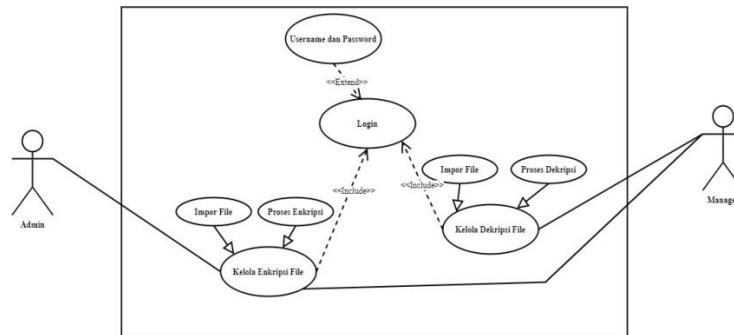 Username dan Password
<<Extend>>
Login
<<Include>>
<<Include>>
Impor File
Proses Dekripsi
Kelola Dekripsi File
Impor File
Proses Enkripsi
Kelola Enkripsi File
Admin
Manage